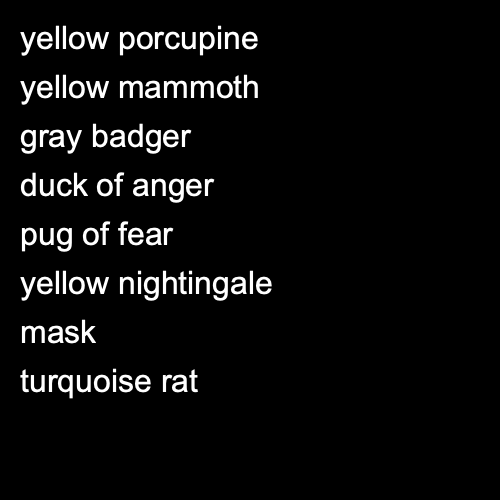 yellow porcupine
yellow mammoth
gray badger
duck of anger
pug of fear
yellow nightingale
mask
turquoise rat